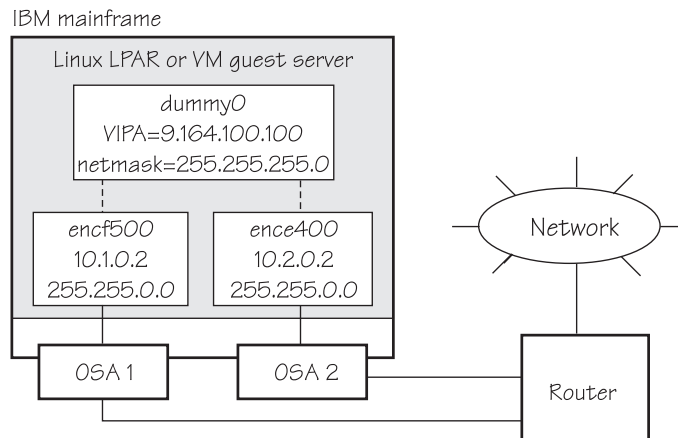 IBM mainframe
Linux LPAR or VM guest server
dummy0
VIPA=9.164.100.100
netmask=255.255.255.0
encf500
10.1.0.2
255.255.0.0
ence400
10.2.0.2
255.255.0.0
Network
OSA 1
OSA 2
Router